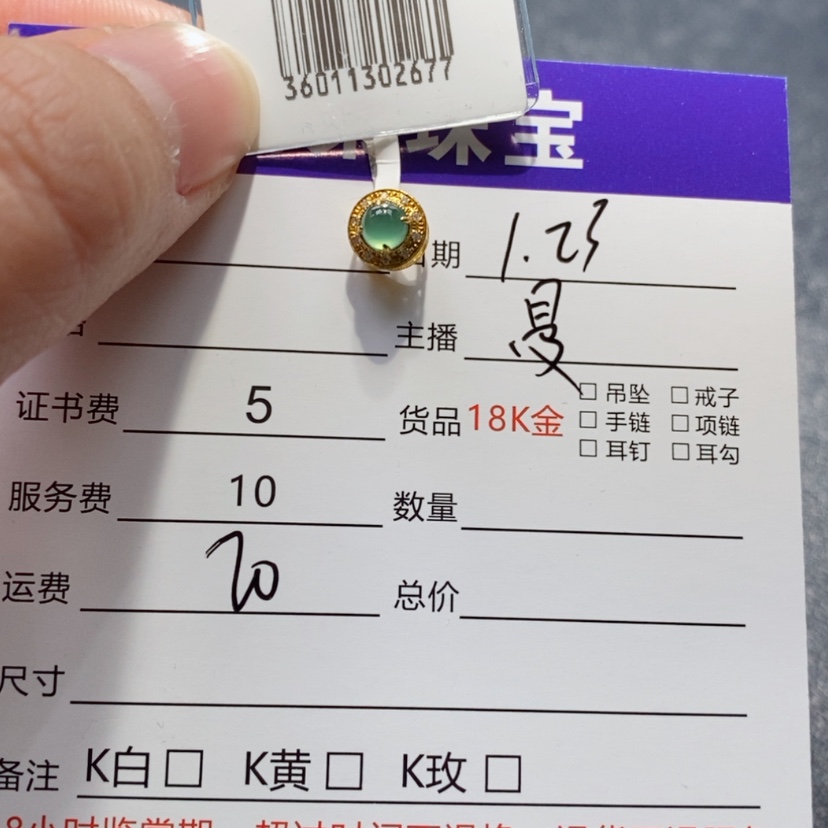 36011302677
珠宝
期 1.23
主播 夏
证书费 5 货品 18K金 □ 吊坠 □ 戒子
□ 手链 □ 项链
□ 耳钉 □ 耳勾
服务费 10 数量
运费 20 总价
尺寸
备注 K白 □ K黄 □ K玫 □